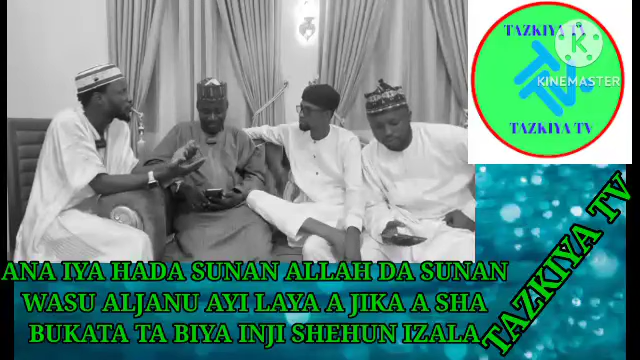 TAZKIYA TV
KINEMASTER
TAZKIYA TV
ANA IYA HADA SUNAN ALLAH DA SUNAN
WASU ALJANU AYI LAYA A JIKA A SHA
BUKATA TA BIYA INJI SHEHUN IZALA
TAZKIYA TV